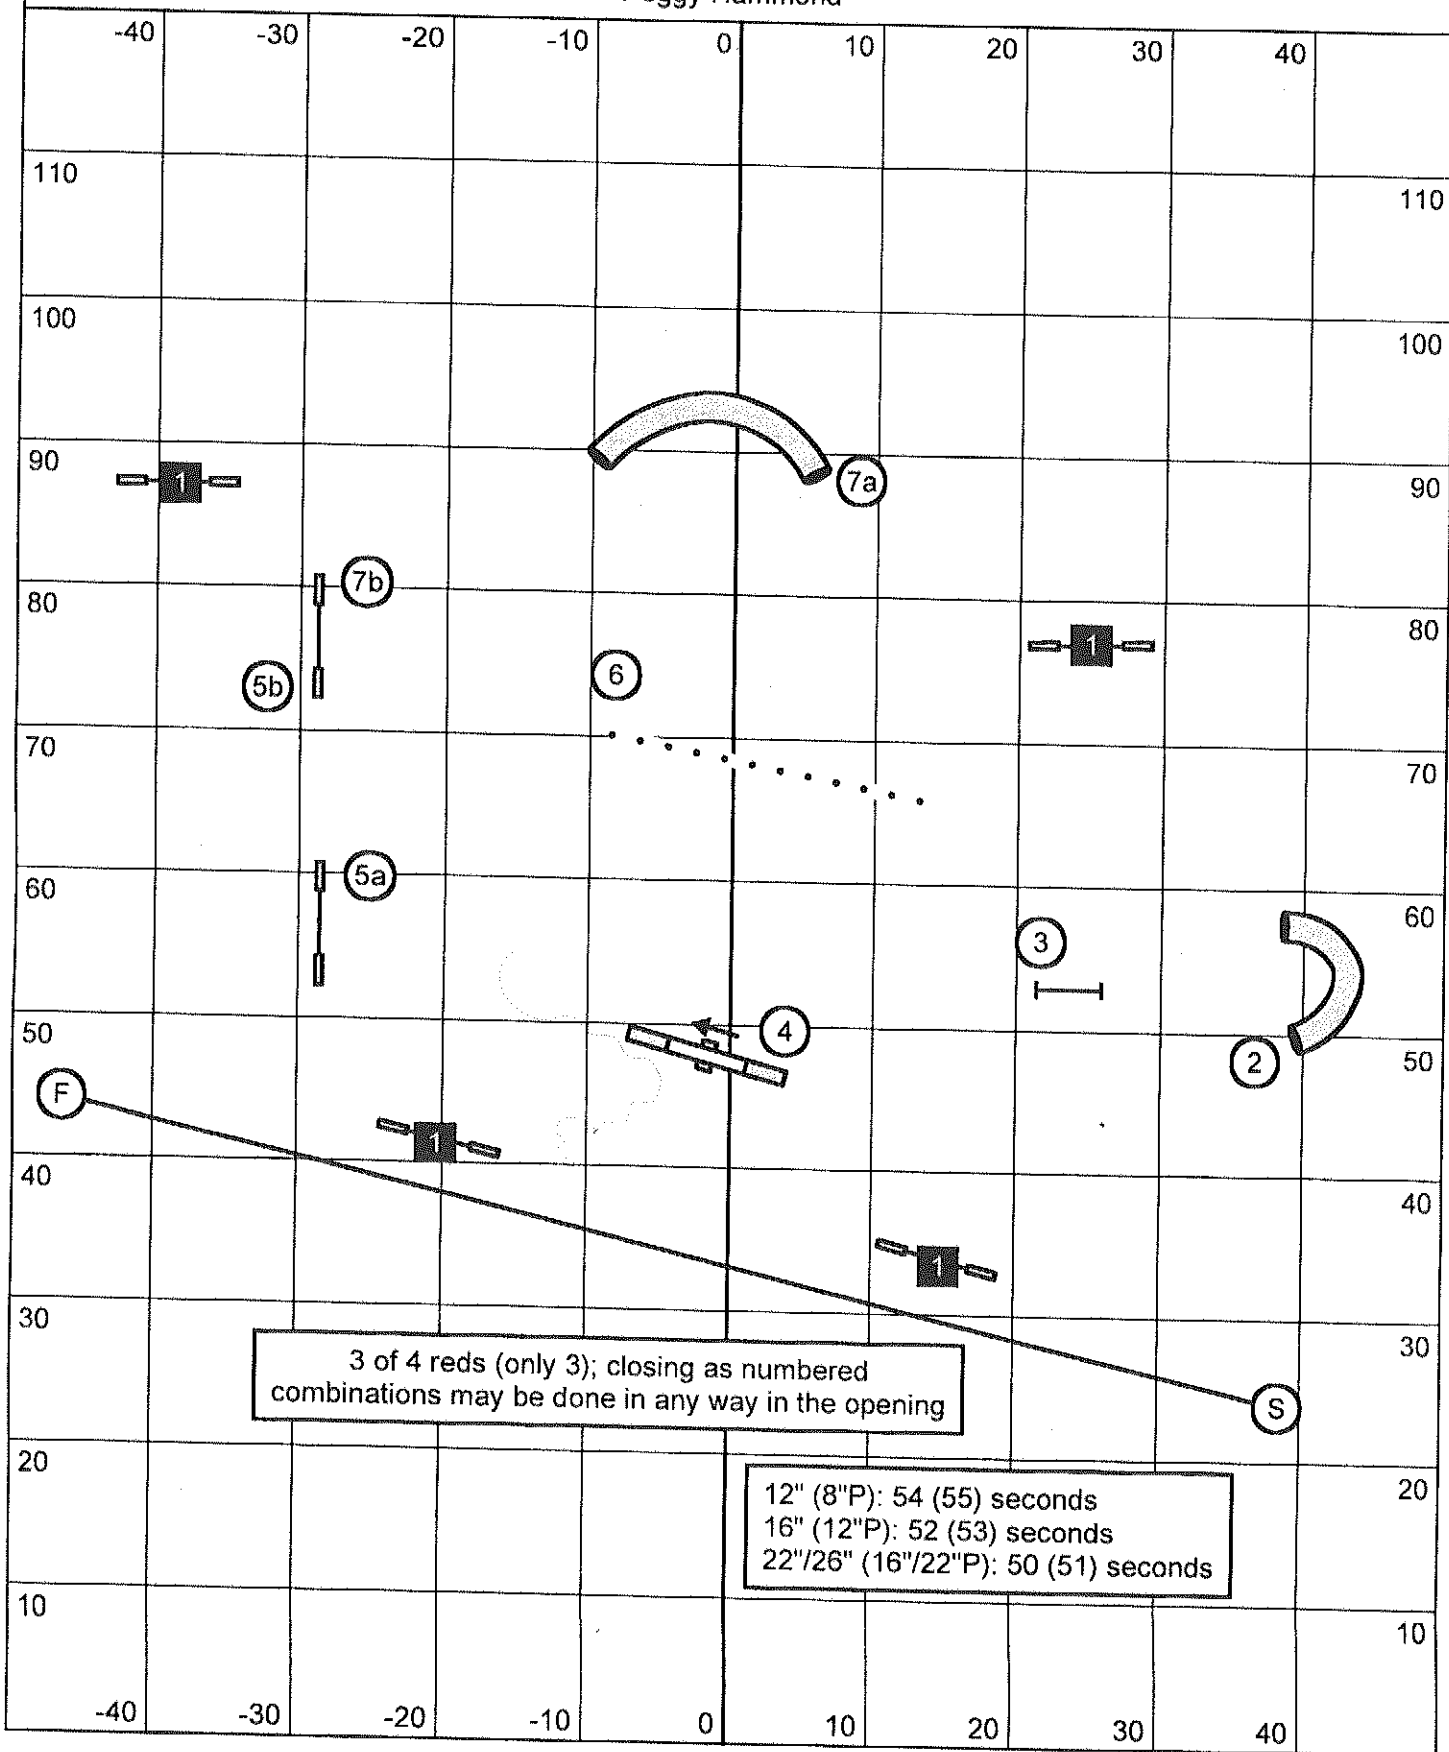 -40 -30 -20 -10 0 10 20 30 40
110 110
100 100
90 90
1
7a
80 80
7b
1
5b
6
70 70
5a
60 60
3
50 50
4
2
F
1
40 40
1
30 30
3 of 4 reds (only 3); closing as numbered
combinations may be done in any way in the opening
S
20 20
12" (8"P): 54 (55) seconds
16" (12"P): 52 (53) seconds
22"/26" (16"/22"P): 50 (51) seconds
10 10
-40 -30 -20 -10 0 10 20 30 40